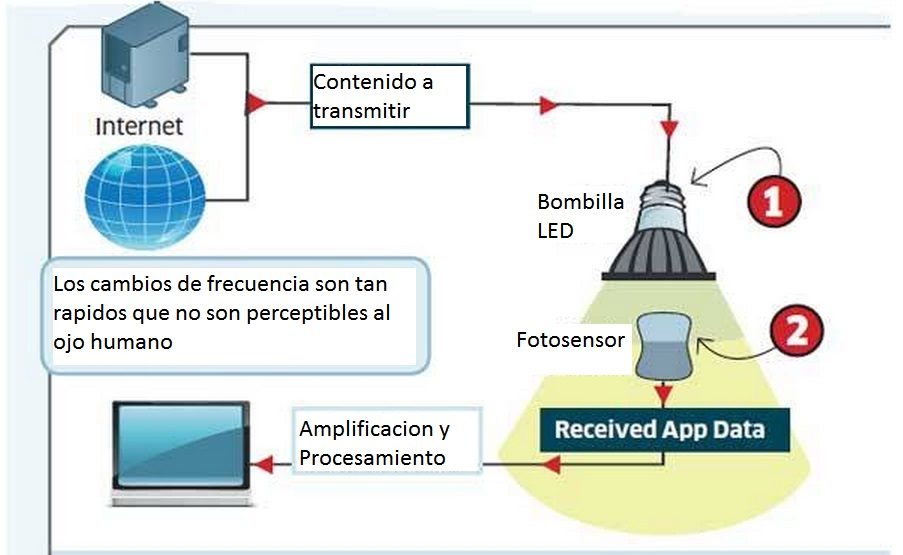 Internet
Contenido a
transmitir
1
Bombilla
LED
Los cambios de frecuencia son tan
rapidos que no son perceptibles al
ojo humano
Fotosensor
2
Received App Data
Amplificacion y
Procesamiento